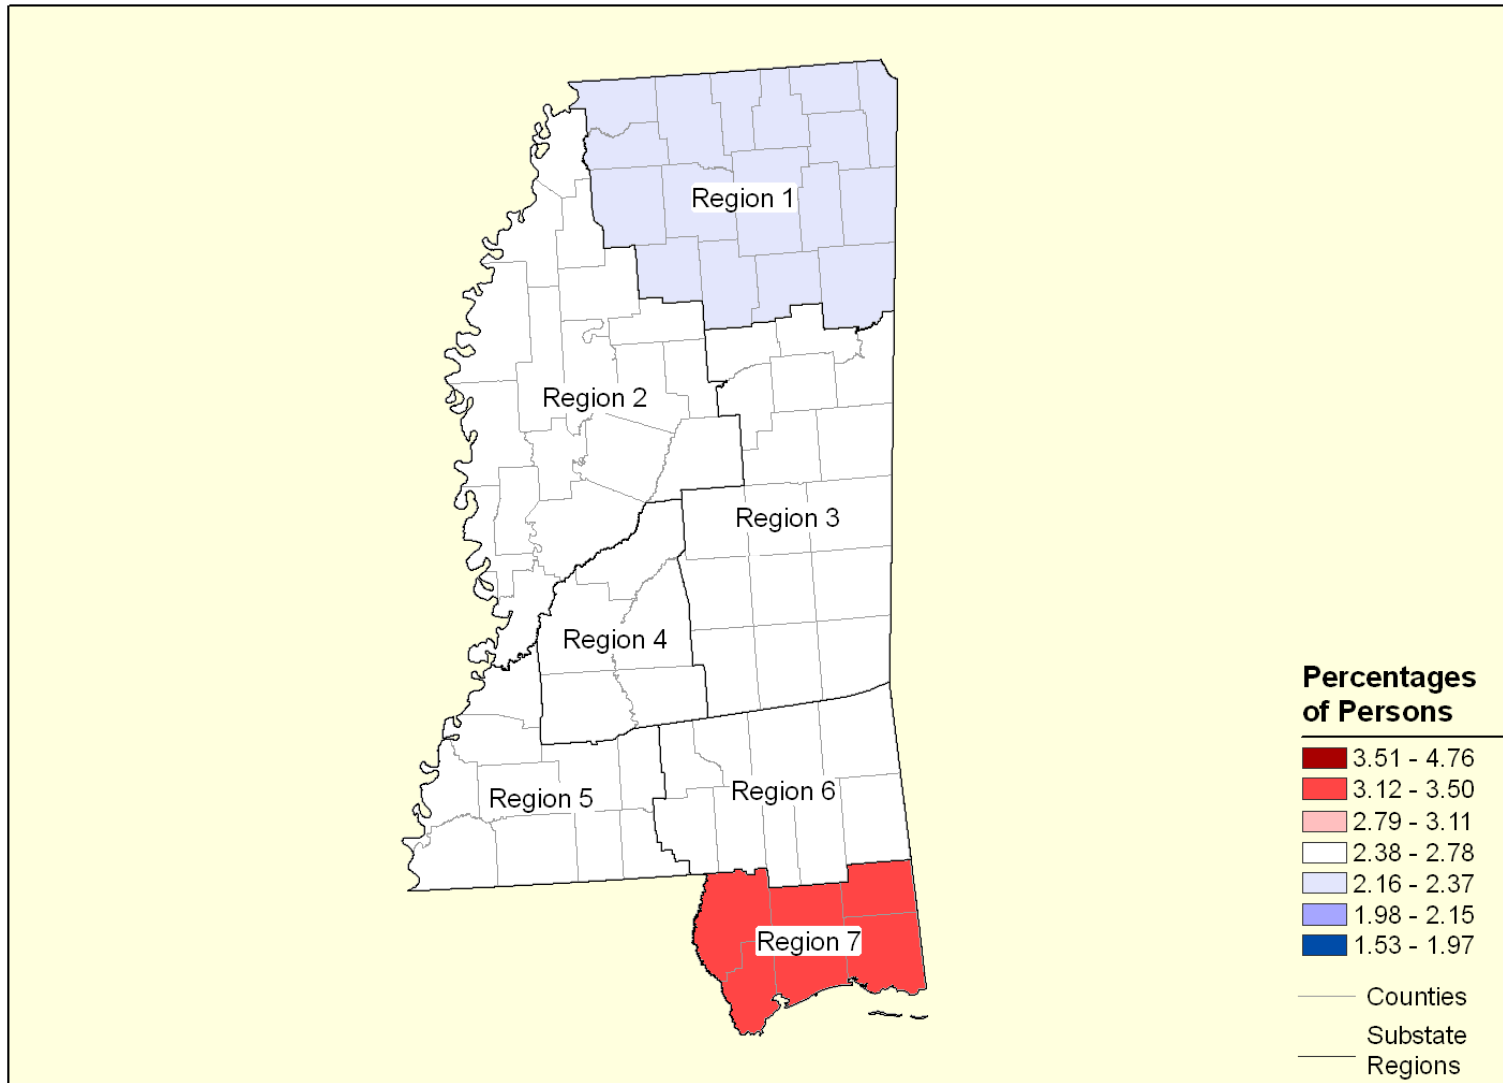 Region 1
Region 2
Region 3
Region 4
Region 5
Region 6
Region 7
Percentages
of Persons
3.51 - 4.76
3.12 - 3.50
2.79 - 3.11
2.38 - 2.78
2.16 - 2.37
1.98 - 2.15
1.53 - 1.97
Counties
Substate
Regions